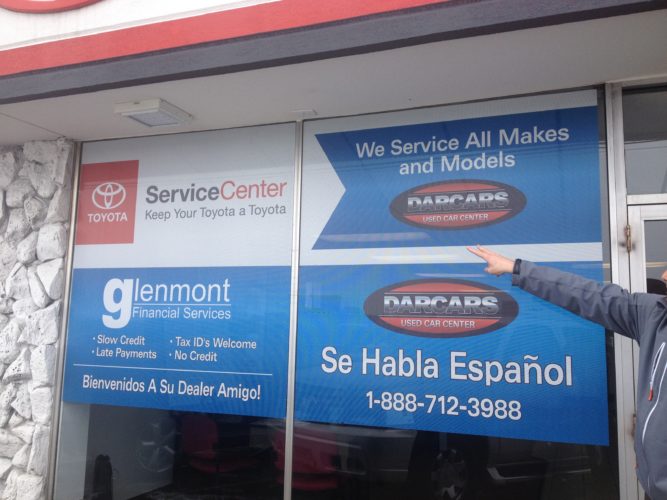 TOYOTA
ServiceCenter
Keep Your Toyota a Toyota
We Service All Makes
and Models
DARCARS
USED CAR CENTER
glenmont
Financial Services
• Slow Credit • Tax ID's Welcome
• Late Payments • No Credit
Bienvenidos A Su Dealer Amigo!
DARCARS
USED CAR CENTER
Se Habla Español
1-888-712-3988